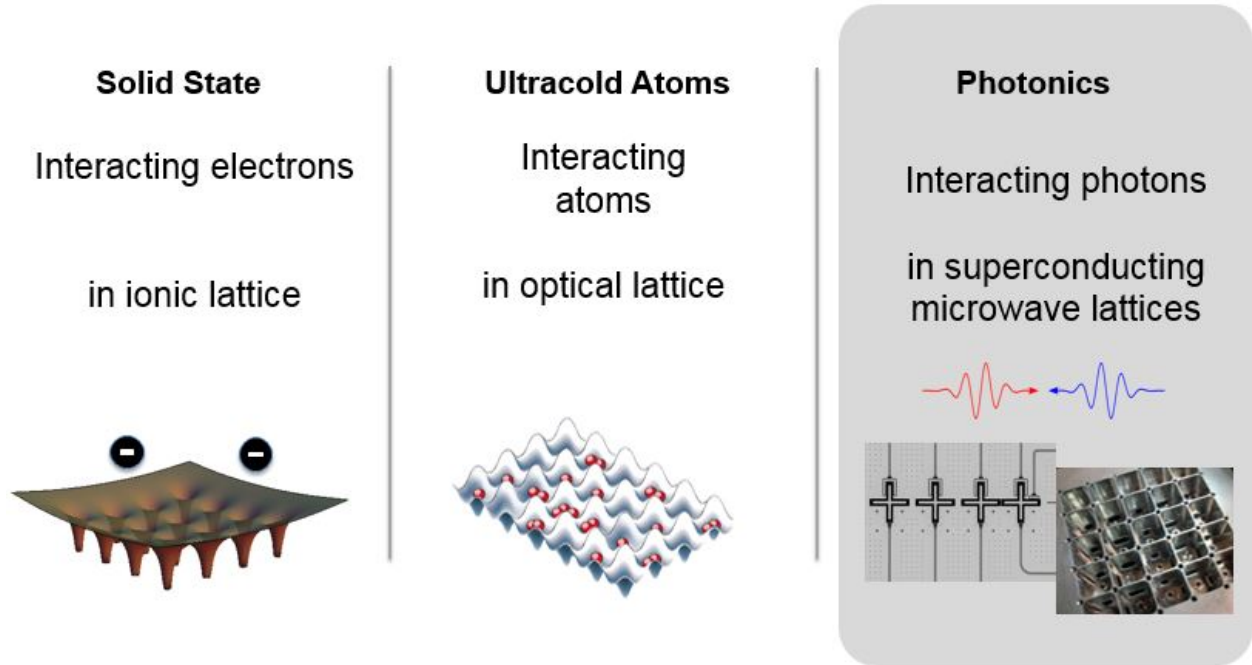 Solid State
Interacting electrons
in ionic lattice
Ultracold Atoms
Interacting
atoms
in optical lattice
Photonics
Interacting photons
in superconducting
microwave lattices